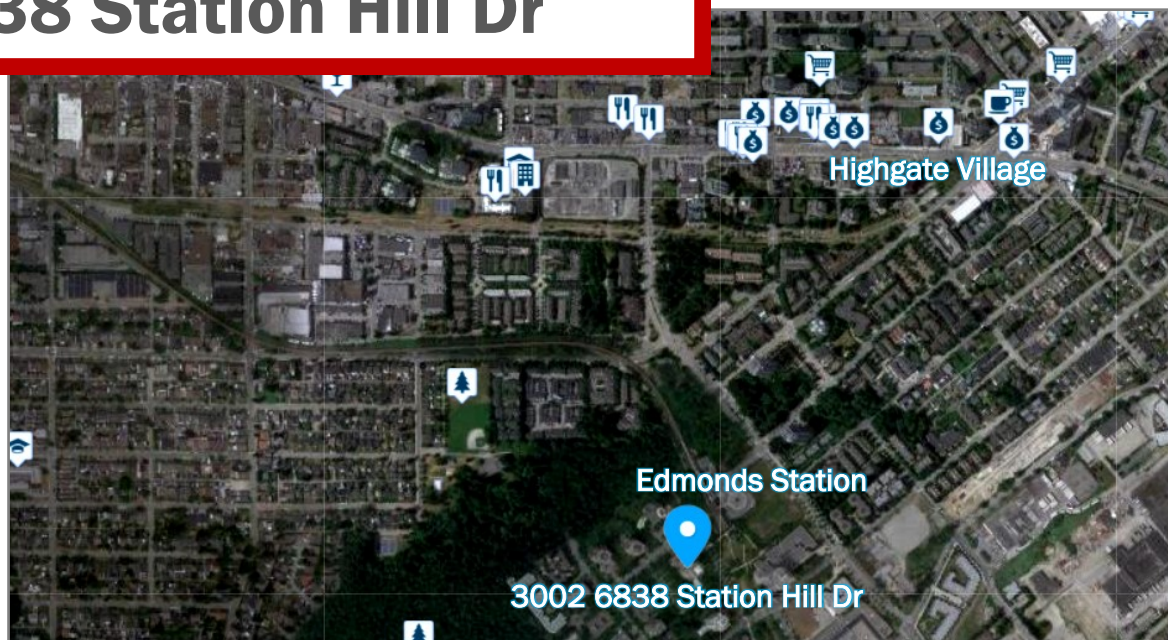 38 Station Hill Dr
Highgate Village
Edmonds Station
3002 6838 Station Hill Dr